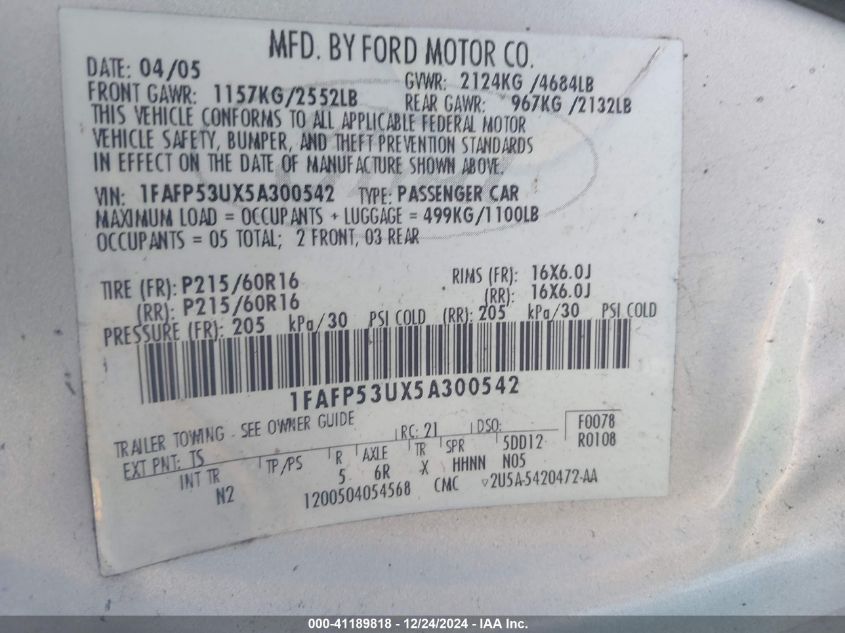 MFD. BY FORD MOTOR CO.
DATE: 04/05 GVWR: 2124KG /4684LB
FRONT GAWR: 1157KG/2552LB REAR GAWR: 967KG /2132LB
THIS VEHICLE CONFORMS TO ALL APPLICABLE FEDERAL MOTOR
VEHICLE SAFETY, BUMPER, AND THEFT PREVENTION STANDARDS
IN EFFECT ON THE DATE OF MANUFACTURE SHOWN ABOVE.
VIN: 1FAFP53UX5A300542 TYPE: PASSENGER CAR
MAXIMUM LOAD = OCCUPANTS + LUGGAGE = 499KG/1100LB
OCCUPANTS = 05 TOTAL; 2 FRONT, 03 REAR
TIRE (FR): P215/60R16 RIMS (FR): 16X6.0J
(RR): P215/60R16 (RR): 16X6.0J
PRESSURE (FR): 205 kPa/30 PSI COLD (RR): 205 kPa/30 PSI COLD
1FAFP53UX5A300542
TRAILER TOWING - SEE OWNER GUIDE RC: 21 DSO: F0078
EXT PNT: TS TP/PS R AXLE TR SPR 5DD12 R0108
INT TR 5 6R X HHNN N05
N2 1200504054568 CMC ▽2U5A-5420472-AA
000-41189818 - 12/24/2024 - IAA Inc.